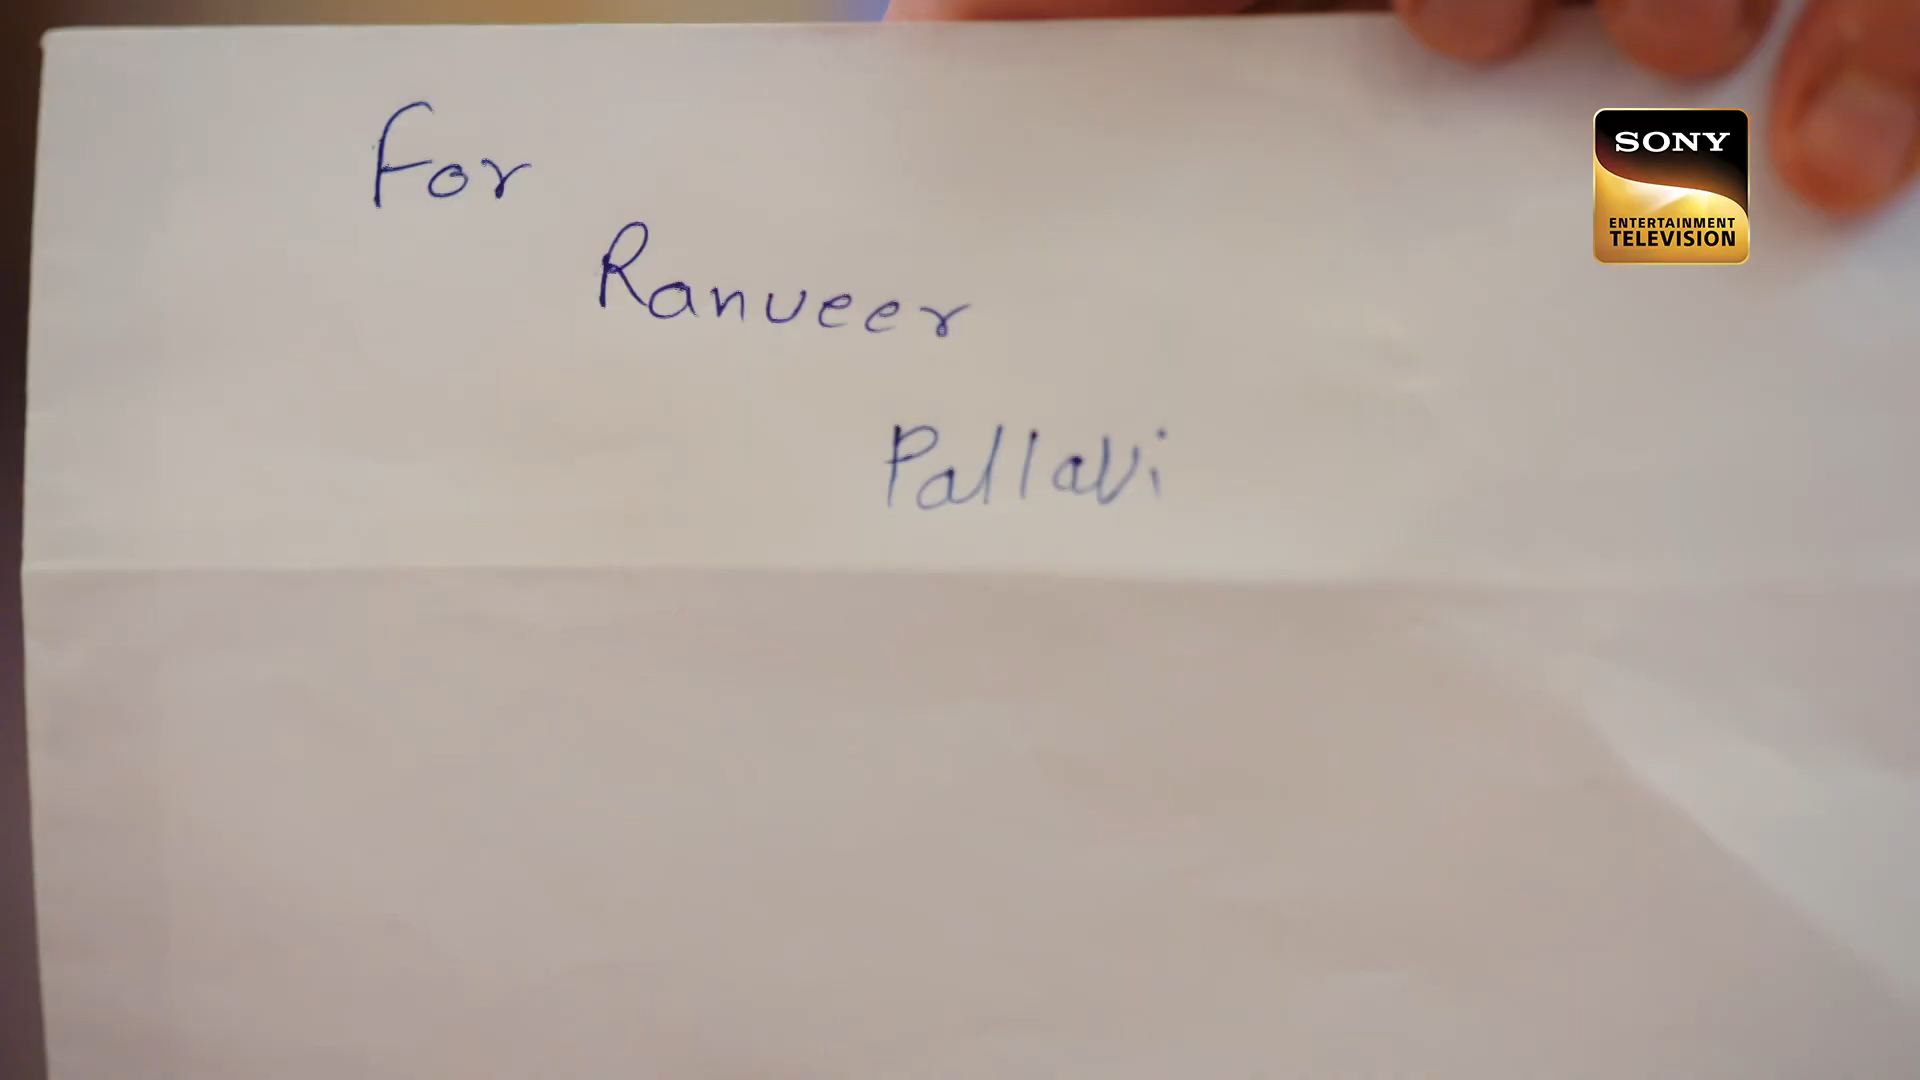 For
Ranveer
Pallavi
SONY
ENTERTAINMENT
TELEVISION